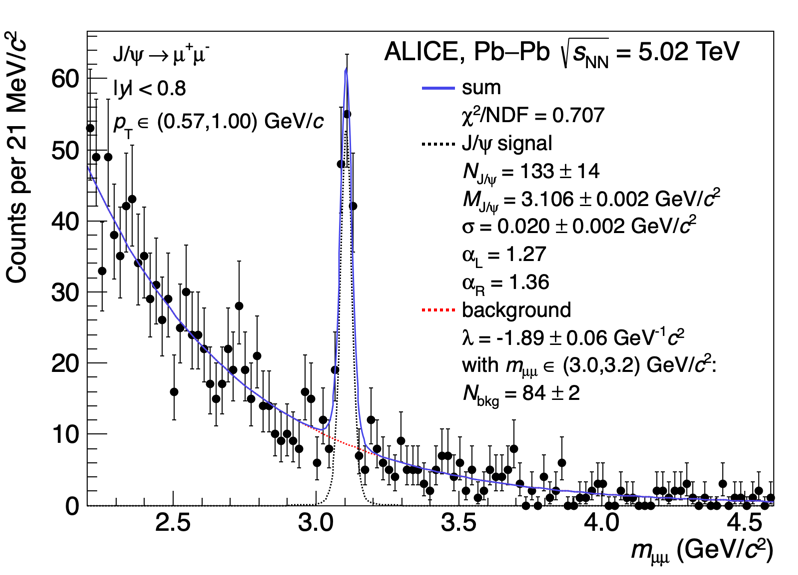 Counts per 21 MeV/c²
J/ψ → μ⁺μ⁻
|y| < 0.8
p_T ∈ (0.57,1.00) GeV/c
ALICE, Pb–Pb √s_NN = 5.02 TeV
sum
χ²/NDF = 0.707
J/ψ signal
N_J/ψ = 133 ± 14
M_J/ψ = 3.106 ± 0.002 GeV/c²
σ = 0.020 ± 0.002 GeV/c²
α_L = 1.27
α_R = 1.36
background
λ = -1.89 ± 0.06 GeV⁻¹c²
with m_μμ ∈ (3.0,3.2) GeV/c²:
N_bkg = 84 ± 2
60
50
40
30
20
10
0
2.5 3.0 3.5 4.0 4.5
m_μμ (GeV/c²)